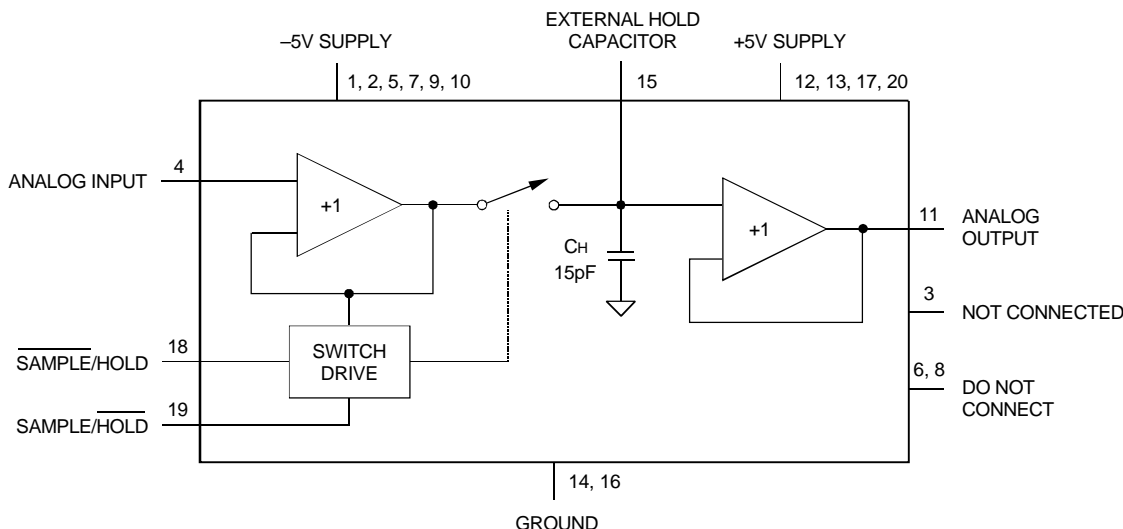 EXTERNAL HOLD
CAPACITOR
–5V SUPPLY
+5V SUPPLY
1, 2, 5, 7, 9, 10
15
12, 13, 17, 20
4
ANALOG INPUT
+1
+1
11
ANALOG
OUTPUT
CH
15pF
3
NOT CONNECTED
18
SAMPLE/HOLD
SWITCH
DRIVE
6, 8
DO NOT
CONNECT
19
SAMPLE/HOLD
14, 16
GROUND